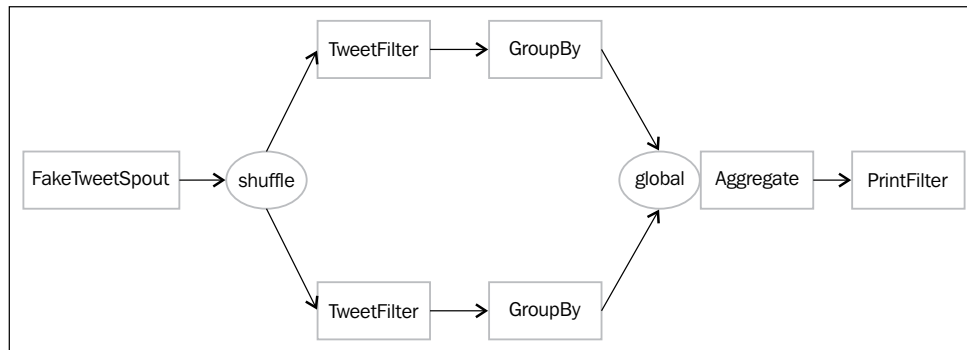 TweetFilter
GroupBy
FakeTweetSpout
shuffle
global
Aggregate
PrintFilter
TweetFilter
GroupBy